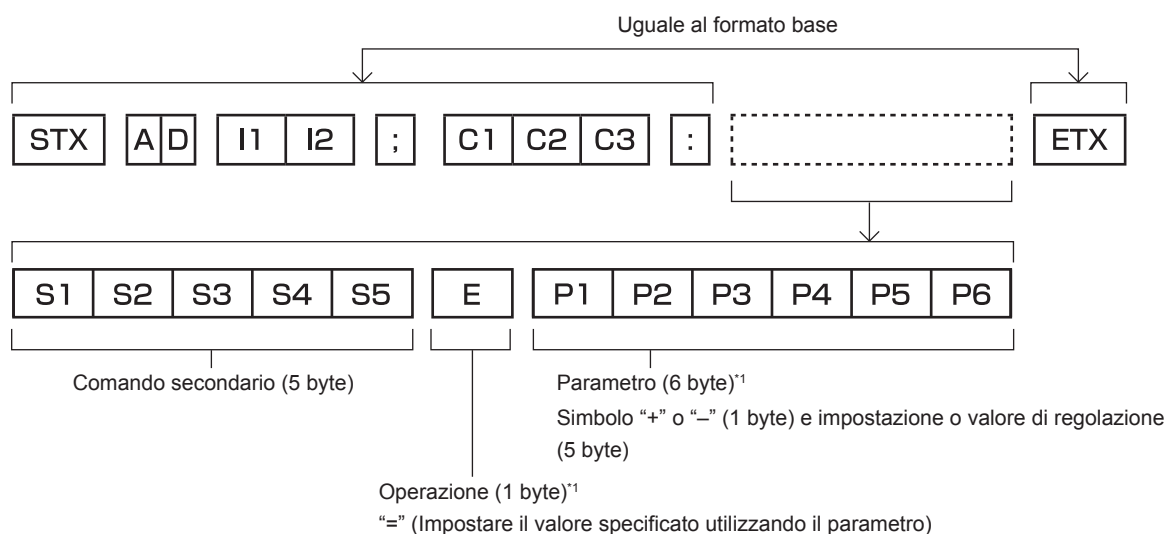 Uguale al formato base
STX A D I1 I2 ; C1 C2 C3 : ETX
S1 S2 S3 S4 S5 E P1 P2 P3 P4 P5 P6
Comando secondario (5 byte)
Parametro (6 byte)*1
Simbolo “+” o “–” (1 byte) e impostazione o valore di regolazione
(5 byte)
Operazione (1 byte)*1
“=” (Impostare il valore specificato utilizzando il parametro)